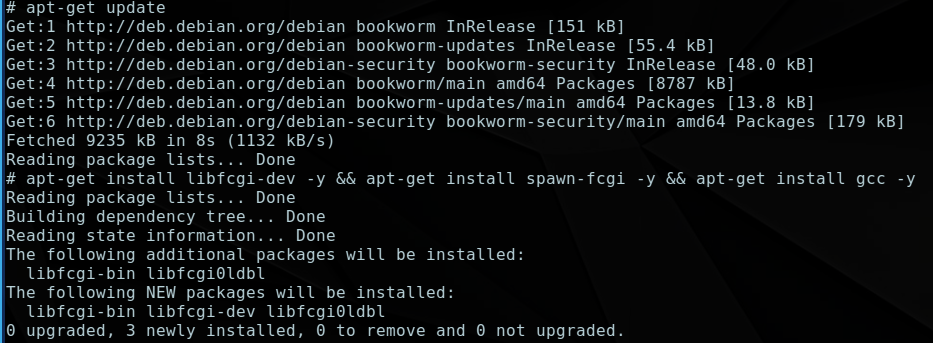 # apt-get update
Get:1 http://deb.debian.org/debian bookworm InRelease [151 kB]
Get:2 http://deb.debian.org/debian bookworm-updates InRelease [55.4 kB]
Get:3 http://deb.debian.org/debian-security bookworm-security InRelease [48.0 kB]
Get:4 http://deb.debian.org/debian bookworm/main amd64 Packages [8787 kB]
Get:5 http://deb.debian.org/debian bookworm-updates/main amd64 Packages [13.8 kB]
Get:6 http://deb.debian.org/debian-security bookworm-security/main amd64 Packages [179 kB]
Fetched 9235 kB in 8s (1132 kB/s)
Reading package lists... Done
# apt-get install libfcgi-dev -y && apt-get install spawn-fcgi -y && apt-get install gcc -y
Reading package lists... Done
Building dependency tree... Done
Reading state information... Done
The following additional packages will be installed:
  libfcgi-bin libfcgi0ldbl
The following NEW packages will be installed:
  libfcgi-bin libfcgi-dev libfcgi0ldbl
0 upgraded, 3 newly installed, 0 to remove and 0 not upgraded.